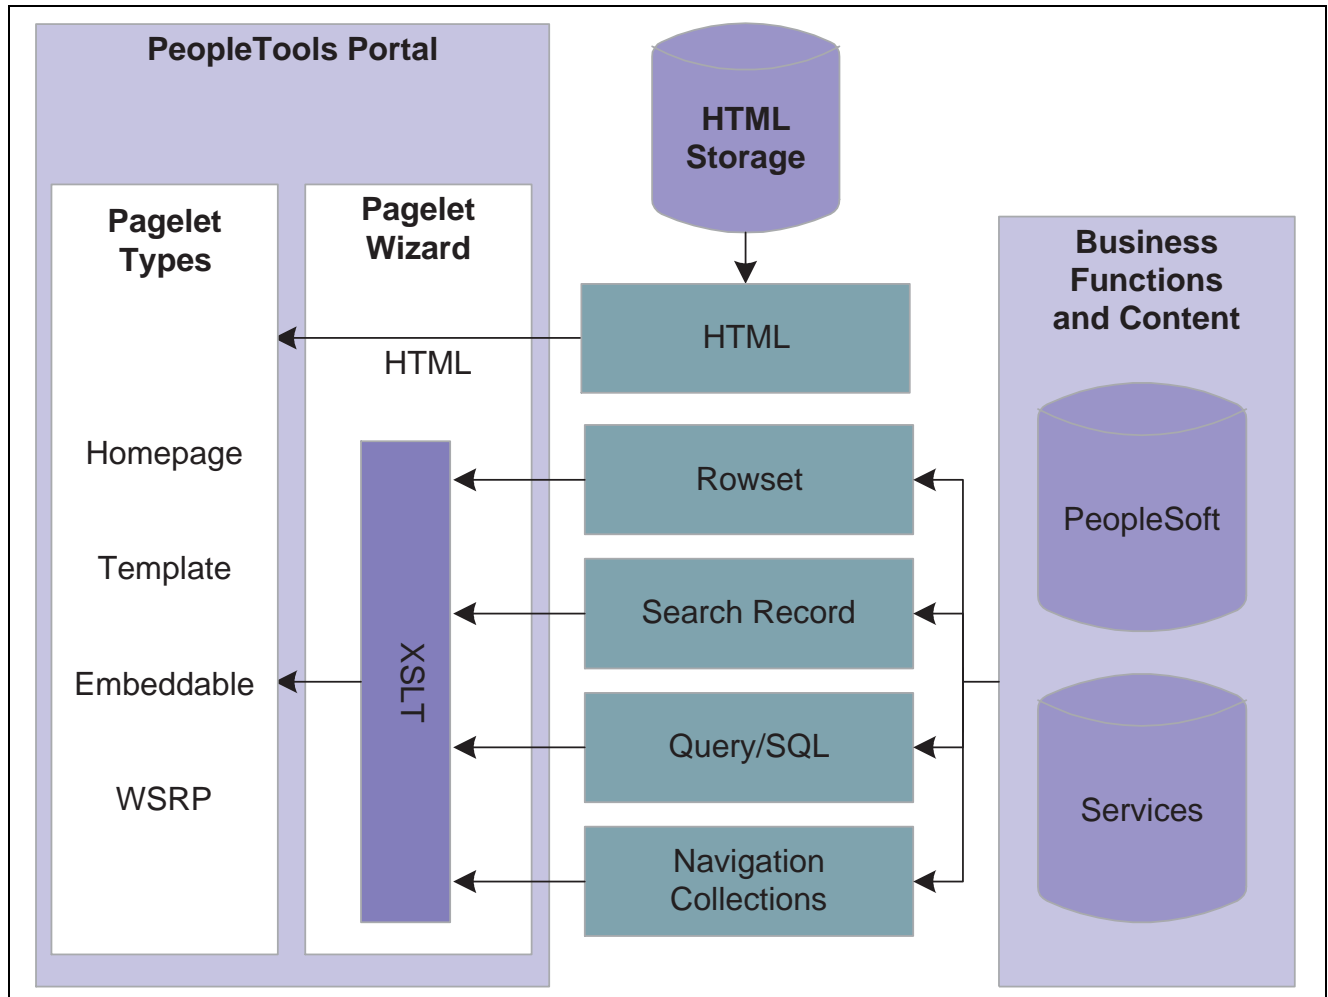 PeopleTools Portal
Pagelet
Types
Homepage
Template
Embeddable
WSRP
Pagelet
Wizard
HTML
XSLT
HTML
Storage
HTML
Rowset
Search Record
Query/SQL
Navigation
Collections
Business
Functions
and Content
PeopleSoft
Services